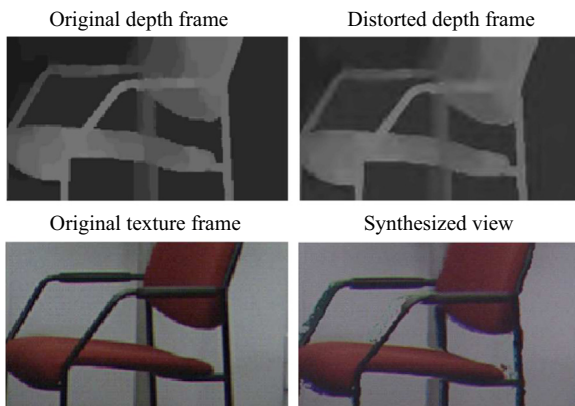 Original depth frame
Distorted depth frame
Original texture frame
Synthesized view